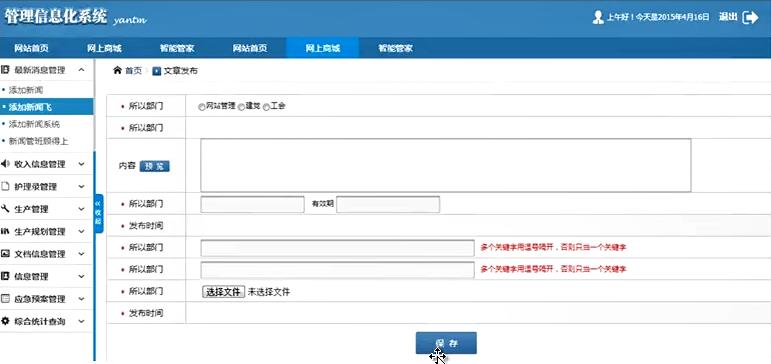 管理信息化系统 yantm
上午好！今天是2015年4月16日 退出
网站首页 网上商城 智能管家 网站首页 网上商城 智能管家
最新消息管理
添加新闻
添加新闻飞
添加新闻系统
新闻管班顾得上
收入信息管理
护理录管理
生产管理
生产规划管理
文档信息管理
信息管理
应急预案管理
综合统计查询
收起
首页 文章发布
所以部门 网站管理 建党 工会
所以部门
内容 预 览
所以部门 有效期
发布时间
所以部门 多个关键字用逗号隔开，否则只当一个关键字
所以部门 多个关键字用逗号隔开，否则只当一个关键字
所以部门 选择文件 未选择文件
发布时间
保 存